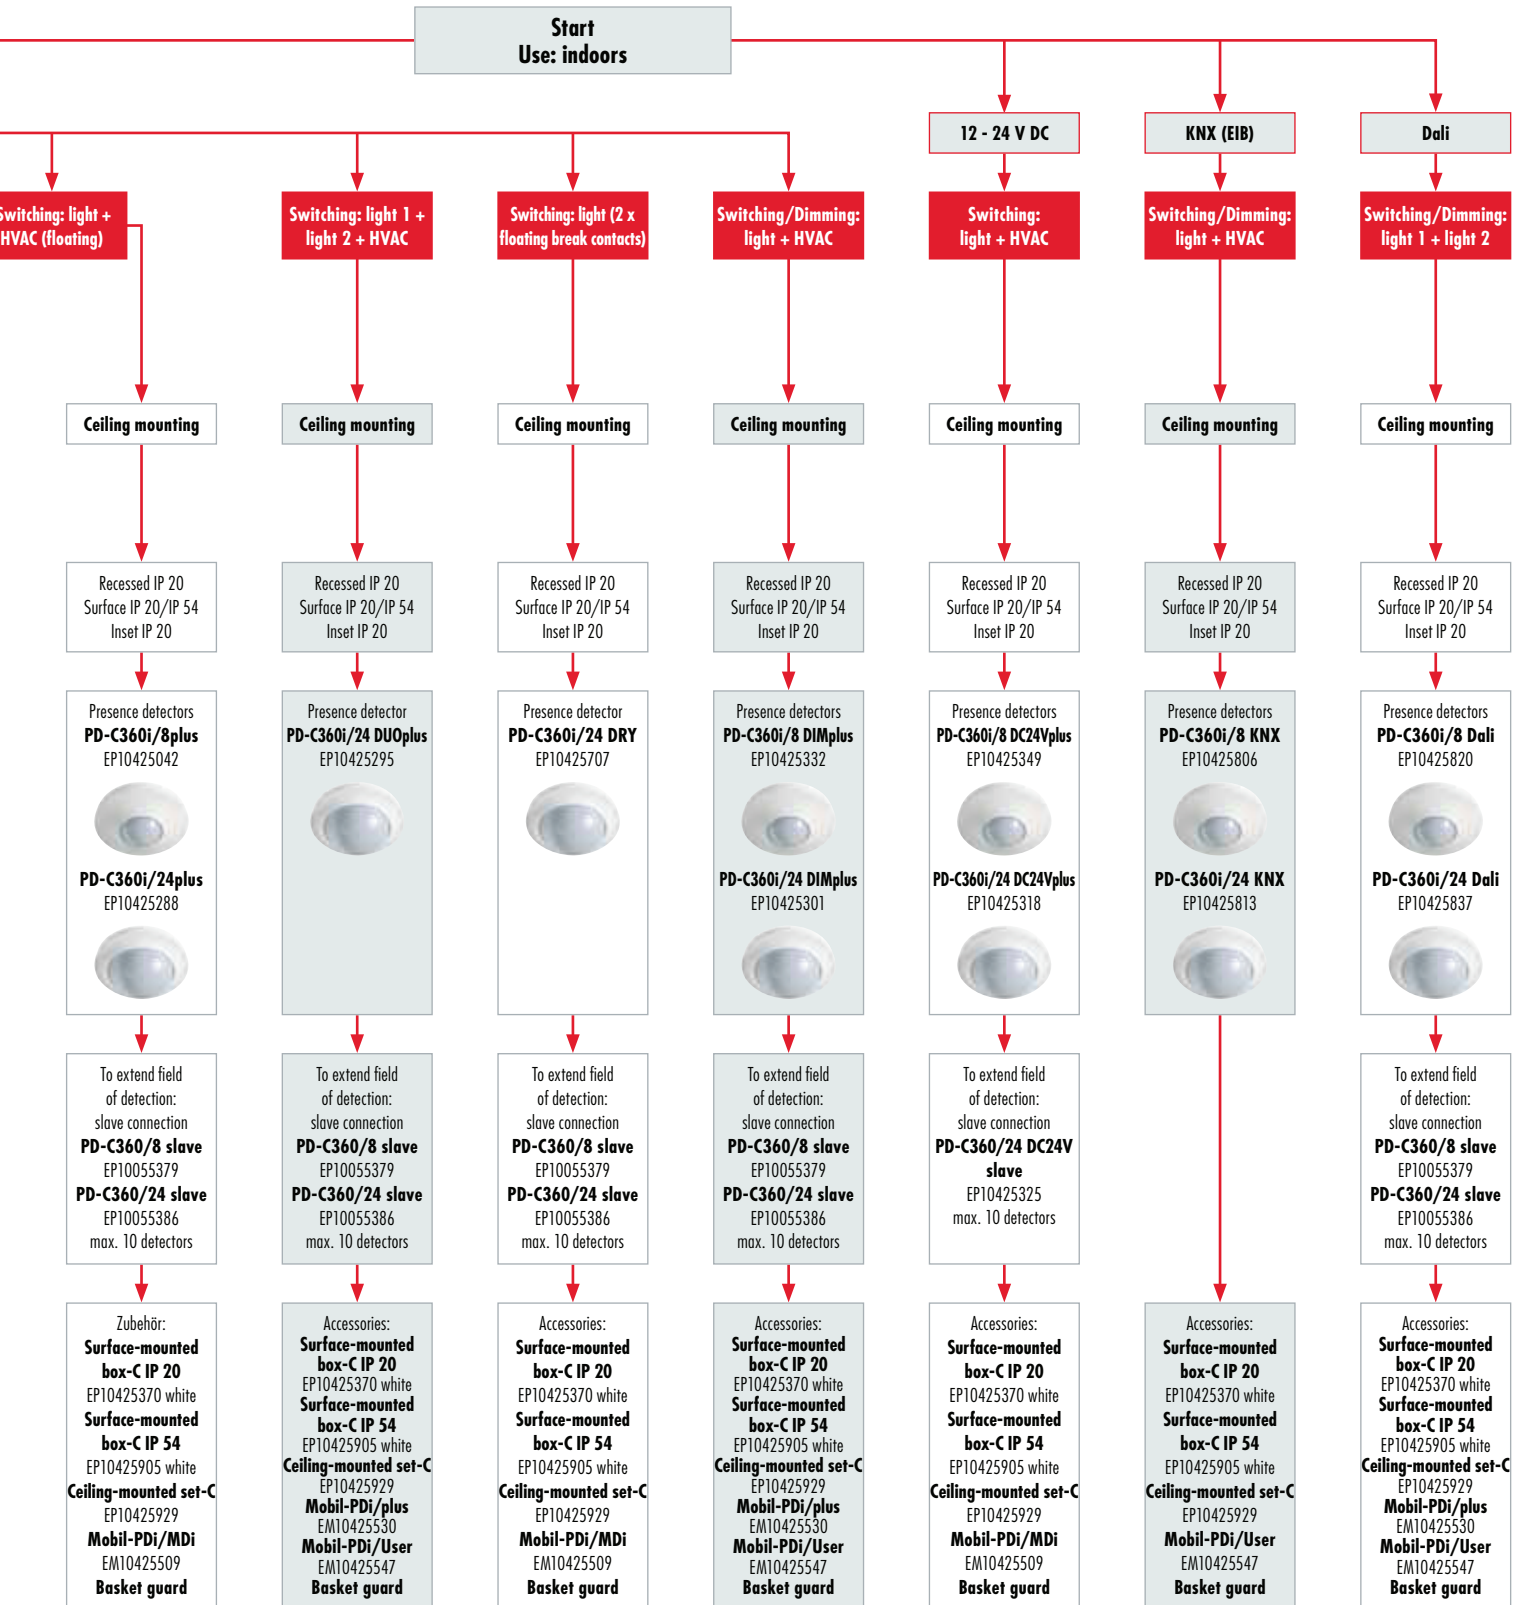 Start
Use: indoors
12 - 24 V DC
KNX (EIB)
Dali
Switching: light +
HVAC (floating)
Switching: light 1 +
light 2 + HVAC
Switching: light (2 x
floating break contacts)
Switching/Dimming:
light + HVAC
Switching:
light + HVAC
Switching/Dimming:
light + HVAC
Switching/Dimming:
light 1 + light 2
Ceiling mounting
Ceiling mounting
Ceiling mounting
Ceiling mounting
Ceiling mounting
Ceiling mounting
Ceiling mounting
Recessed IP 20
Surface IP 20/IP 54
Inset IP 20
Recessed IP 20
Surface IP 20/IP 54
Inset IP 20
Recessed IP 20
Surface IP 20/IP 54
Inset IP 20
Recessed IP 20
Surface IP 20/IP 54
Inset IP 20
Recessed IP 20
Surface IP 20/IP 54
Inset IP 20
Recessed IP 20
Surface IP 20/IP 54
Inset IP 20
Recessed IP 20
Surface IP 20/IP 54
Inset IP 20
Presence detectors
PD-C360i/8plus
EP10425042
PD-C360i/24plus
EP10425288
Presence detector
PD-C360i/24 DUOplus
EP10425295
Presence detector
PD-C360i/24 DRY
EP10425707
Presence detectors
PD-C360i/8 DIMplus
EP10425332
PD-C360i/24 DIMplus
EP10425301
Presence detectors
PD-C360i/8 DC24Vplus
EP10425349
PD-C360i/24 DC24Vplus
EP10425318
Presence detectors
PD-C360i/8 KNX
EP10425806
PD-C360i/24 KNX
EP10425813
Presence detectors
PD-C360i/8 Dali
EP10425820
PD-C360i/24 Dali
EP10425837
To extend field
of detection:
slave connection
PD-C360/8 slave
EP10055379
PD-C360/24 slave
EP10055386
max. 10 detectors
To extend field
of detection:
slave connection
PD-C360/8 slave
EP10055379
PD-C360/24 slave
EP10055386
max. 10 detectors
To extend field
of detection:
slave connection
PD-C360/8 slave
EP10055379
PD-C360/24 slave
EP10055386
max. 10 detectors
To extend field
of detection:
slave connection
PD-C360/8 slave
EP10055379
PD-C360/24 slave
EP10055386
max. 10 detectors
To extend field
of detection:
slave connection
PD-C360/24 DC24V
slave
EP10425325
max. 10 detectors
To extend field
of detection:
slave connection
PD-C360/8 slave
EP10055379
PD-C360/24 slave
EP10055386
max. 10 detectors
Zubehör:
Surface-mounted
box-C IP 20
EP10425370 white
Surface-mounted
box-C IP 54
EP10425905 white
Ceiling-mounted set-C
EP10425929
Mobil-PDi/MDi
EM10425509
Basket guard
Accessories:
Surface-mounted
box-C IP 20
EP10425370 white
Surface-mounted
box-C IP 54
EP10425905 white
Ceiling-mounted set-C
EP10425929
Mobil-PDi/plus
EM10425530
Mobil-PDi/User
EM10425547
Basket guard
Accessories:
Surface-mounted
box-C IP 20
EP10425370 white
Surface-mounted
box-C IP 54
EP10425905 white
Ceiling-mounted set-C
EP10425929
Mobil-PDi/MDi
EM10425509
Basket guard
Accessories:
Surface-mounted
box-C IP 20
EP10425370 white
Surface-mounted
box-C IP 54
EP10425905 white
Ceiling-mounted set-C
EP10425929
Mobil-PDi/plus
EM10425530
Mobil-PDi/User
EM10425547
Basket guard
Accessories:
Surface-mounted
box-C IP 20
EP10425370 white
Surface-mounted
box-C IP 54
EP10425905 white
Ceiling-mounted set-C
EP10425929
Mobil-PDi/MDi
EM10425509
Basket guard
Accessories:
Surface-mounted
box-C IP 20
EP10425370 white
Surface-mounted
box-C IP 54
EP10425905 white
Ceiling-mounted set-C
EP10425929
Mobil-PDi/User
EM10425547
Basket guard
Accessories:
Surface-mounted
box-C IP 20
EP10425370 white
Surface-mounted
box-C IP 54
EP10425905 white
Ceiling-mounted set-C
EP10425929
Mobil-PDi/plus
EM10425530
Mobil-PDi/User
EM10425547
Basket guard